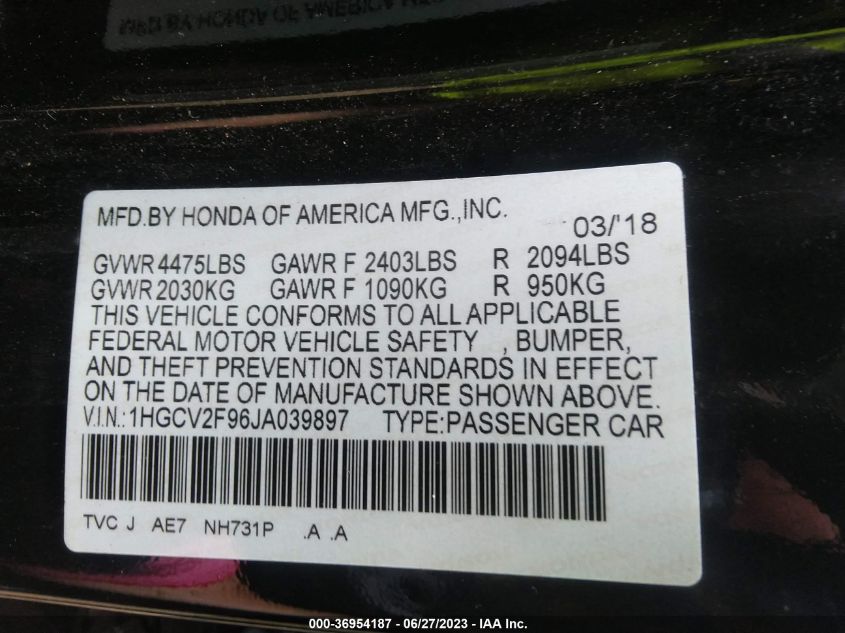 MFD.BY HONDA OF AMERICA MFG.,INC. 03/'18
GVWR 4475LBS GAWR F 2403LBS R 2094LBS
GVWR 2030KG GAWR F 1090KG R 950KG
THIS VEHICLE CONFORMS TO ALL APPLICABLE
FEDERAL MOTOR VEHICLE SAFETY , BUMPER,
AND THEFT PREVENTION STANDARDS IN EFFECT
ON THE DATE OF MANUFACTURE SHOWN ABOVE.
V.I.N.:1HGCV2F96JA039897 TYPE:PASSENGER CAR
TVC J AE7 NH731P .A .A
000-36954187 - 06/27/2023 - IAA Inc.